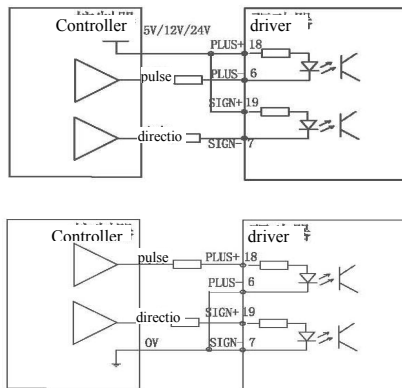 Controller driver
5V/12V/24V
PLUS+ 18
pulse PLUS- 6
SIGN+ 19
directio SIGN- 7
Controller driver
pulse PLUS+ 18
PLUS- 6
directio SIGN+ 19
0V SIGN- 7